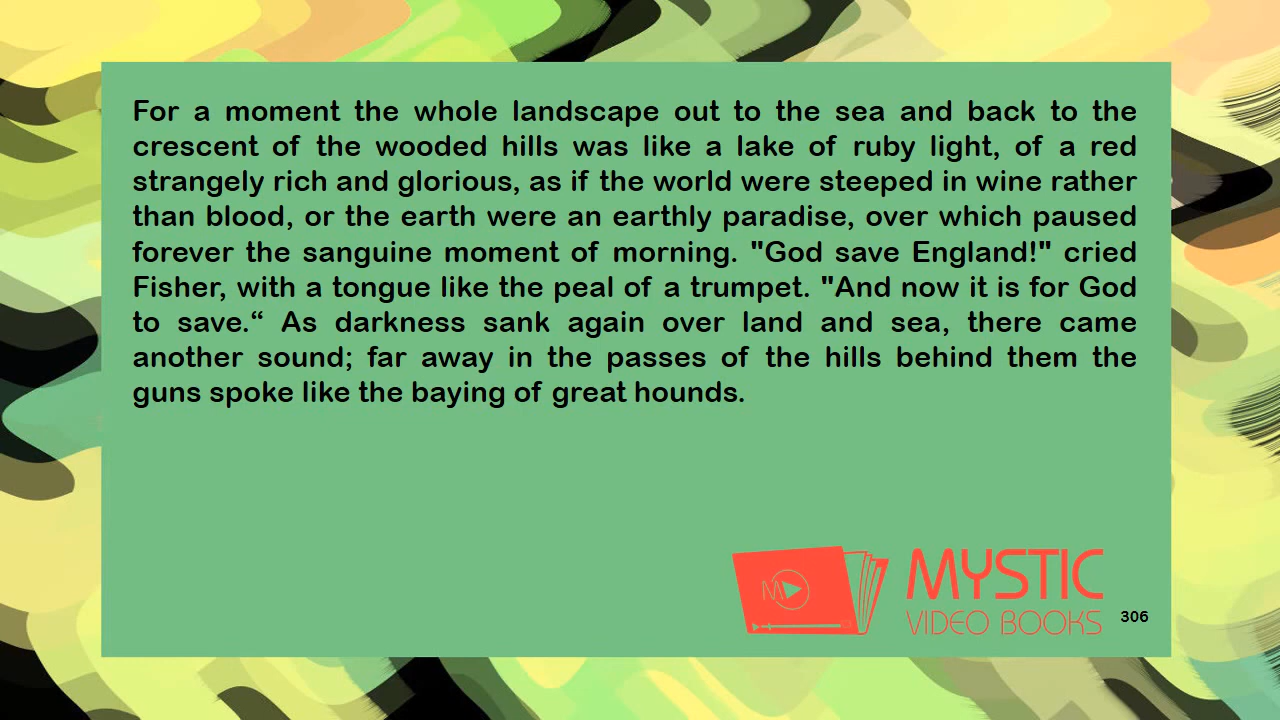 For a moment the whole landscape out to the sea and back to the
crescent of the wooded hills was like a lake of ruby light, of a red
strangely rich and glorious, as if the world were steeped in wine rather
than blood, or the earth were an earthly paradise, over which paused
forever the sanguine moment of morning. "God save England!" cried
Fisher, with a tongue like the peal of a trumpet. "And now it is for God
to save.“ As darkness sank again over land and sea, there came
another sound; far away in the passes of the hills behind them the
guns spoke like the baying of great hounds.
M
MYSTIC
VIDEO BOOKS
306